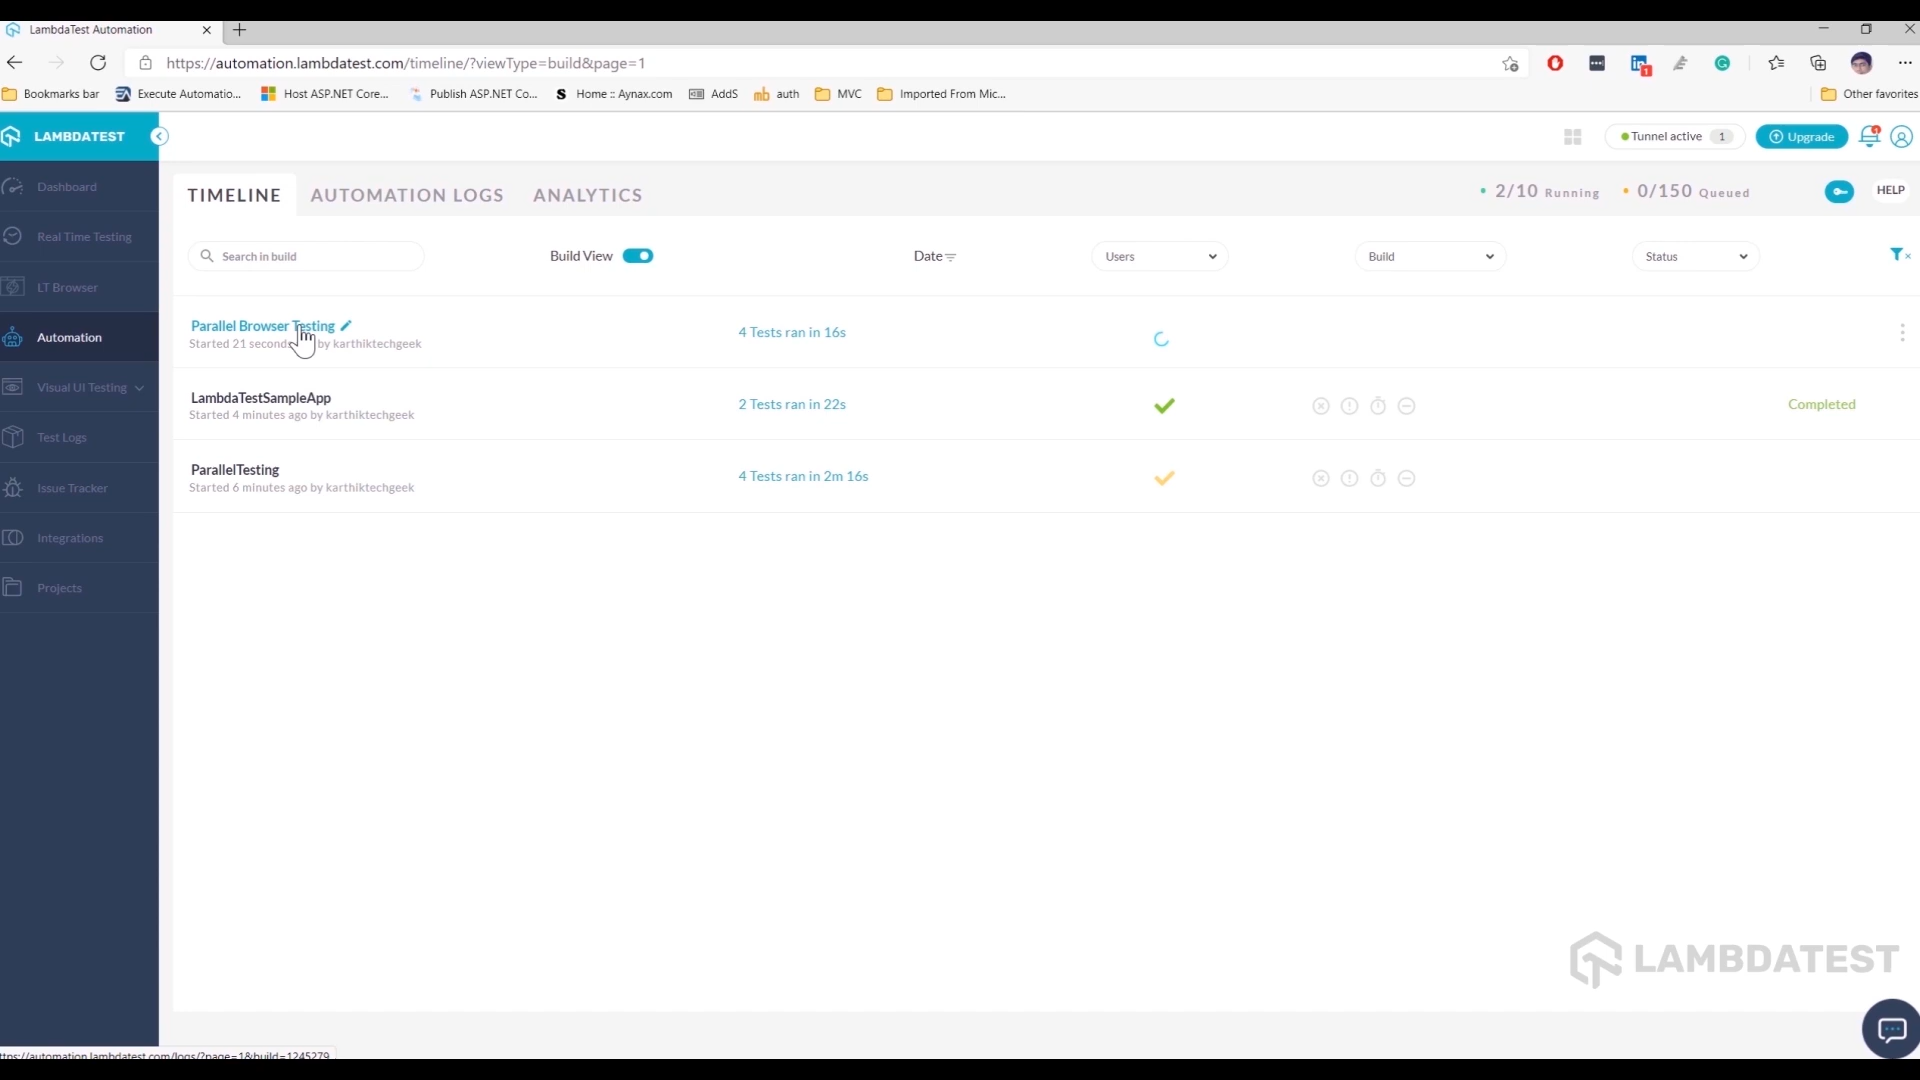 LambdaTest Automation
https://automation.lambdatest.com/timeline/?viewType=build&page=1
1
Bookmarks bar Execute Automatio... Host ASP.NET Core... Publish ASP.NET Co... S Home :: Aynax.com AddS mb auth MVC Imported From Mic... Other favorites
LAMBDATEST Tunnel active 1 Upgrade
Dashboard
Real Time Testing
LT Browser
Automation
Visual UI Testing
Test Logs
Issue Tracker
Integrations
Projects
TIMELINE AUTOMATION LOGS ANALYTICS 2/10 Running 0/150 Queued HELP
Search in build Build View Date Users Build Status
Parallel Browser Testing 4 Tests ran in 16s
Started 21 by karthiktechgeek
LambdaTestSampleApp 2 Tests ran in 22s Completed
Started 4 minutes ago by karthiktechgeek
ParallelTesting 4 Tests ran in 2m 16s
Started 6 minutes ago by karthiktechgeek
LAMBDATEST
ttps://automation.lambdatest.com/logs/?page=1&build=1245279